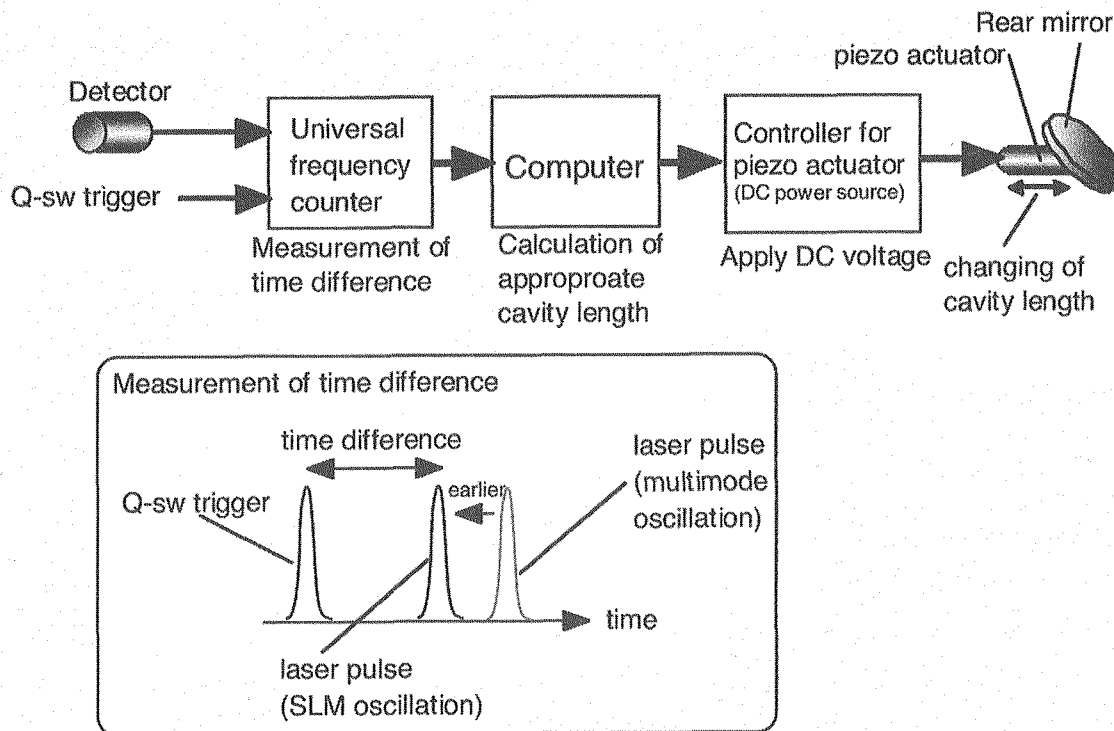 Rear mirror
piezo actuator
Detector
Q-sw trigger
Universal
frequency
counter
Measurement of
time difference
Computer
Calculation of
approproate
cavity length
Controller for
piezo actuator
(DC power source)
Apply DC voltage
changing of
cavity length
Measurement of time difference
time difference
Q-sw trigger
earlier
laser pulse
(multimode
oscillation)
time
laser pulse
(SLM oscillation)